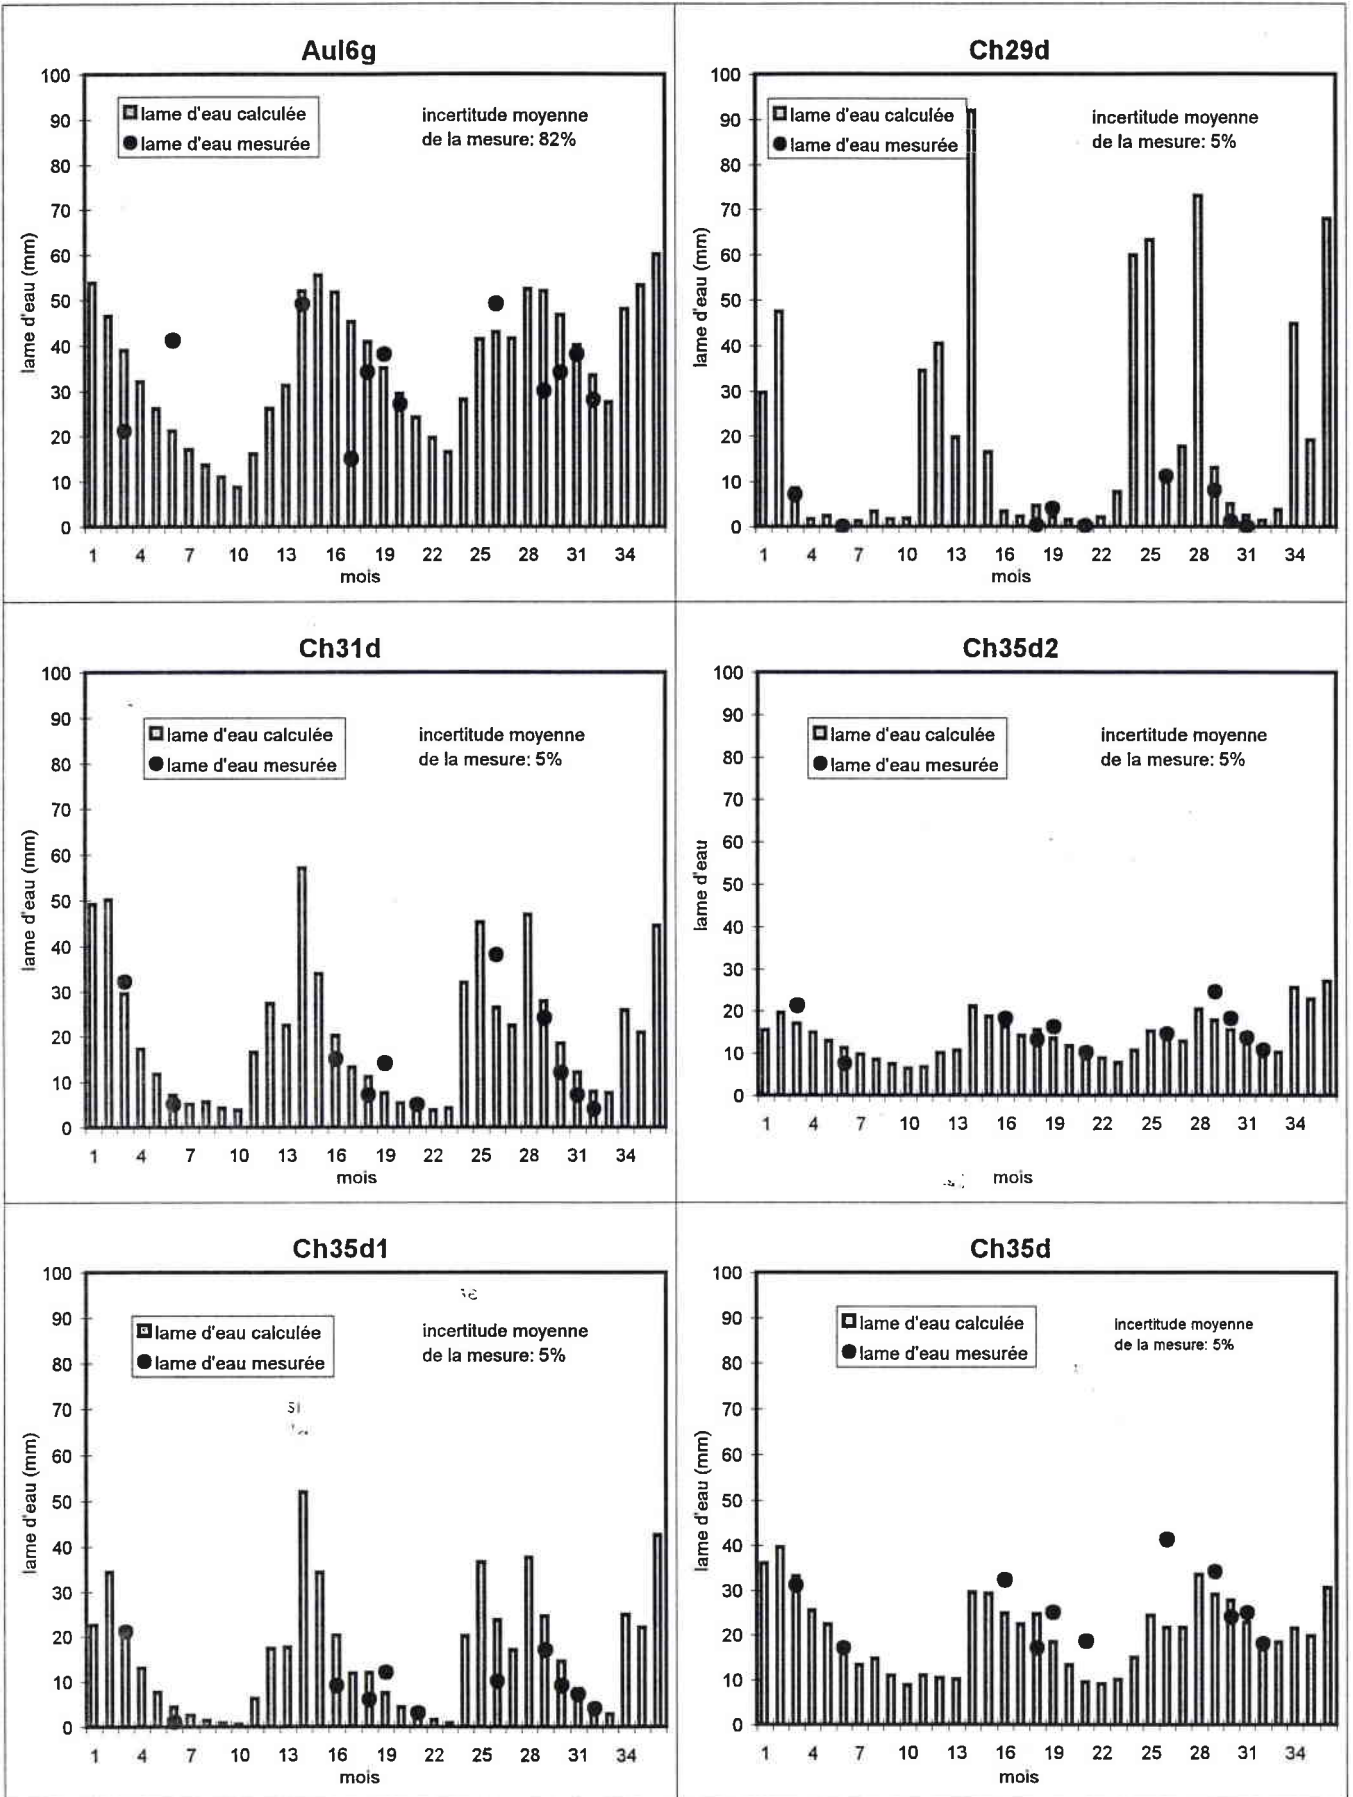 Aul6g
100
90
80
70
60
50
40
30
20
10
0
lame d'eau (mm)
lame d'eau calculée
lame d'eau mesurée
incertitude moyenne
de la mesure: 82%
1 4 7 10 13 16 19 22 25 28 31 34
mois
Ch29d
100
90
80
70
60
50
40
30
20
10
0
lame d'eau (mm)
lame d'eau calculée
lame d'eau mesurée
incertitude moyenne
de la mesure: 5%
1 4 7 10 13 16 19 22 25 28 31 34
mois
Ch31d
100
90
80
70
60
50
40
30
20
10
0
lame d'eau (mm)
lame d'eau calculée
lame d'eau mesurée
incertitude moyenne
de la mesure: 5%
1 4 7 10 13 16 19 22 25 28 31 34
mois
Ch35d2
100
90
80
70
60
50
40
30
20
10
0
lame d'eau
lame d'eau calculée
lame d'eau mesurée
incertitude moyenne
de la mesure: 5%
1 4 7 10 13 16 19 22 25 28 31 34
mois
Ch35d1
100
90
80
70
60
50
40
30
20
10
0
lame d'eau (mm)
lame d'eau calculée
lame d'eau mesurée
incertitude moyenne
de la mesure: 5%
1 4 7 10 13 16 19 22 25 28 31 34
mois
Ch35d
100
90
80
70
60
50
40
30
20
10
0
lame d'eau (mm)
lame d'eau calculée
lame d'eau mesurée
incertitude moyenne
de la mesure: 5%
1 4 7 10 13 16 19 22 25 28 31 34
mois